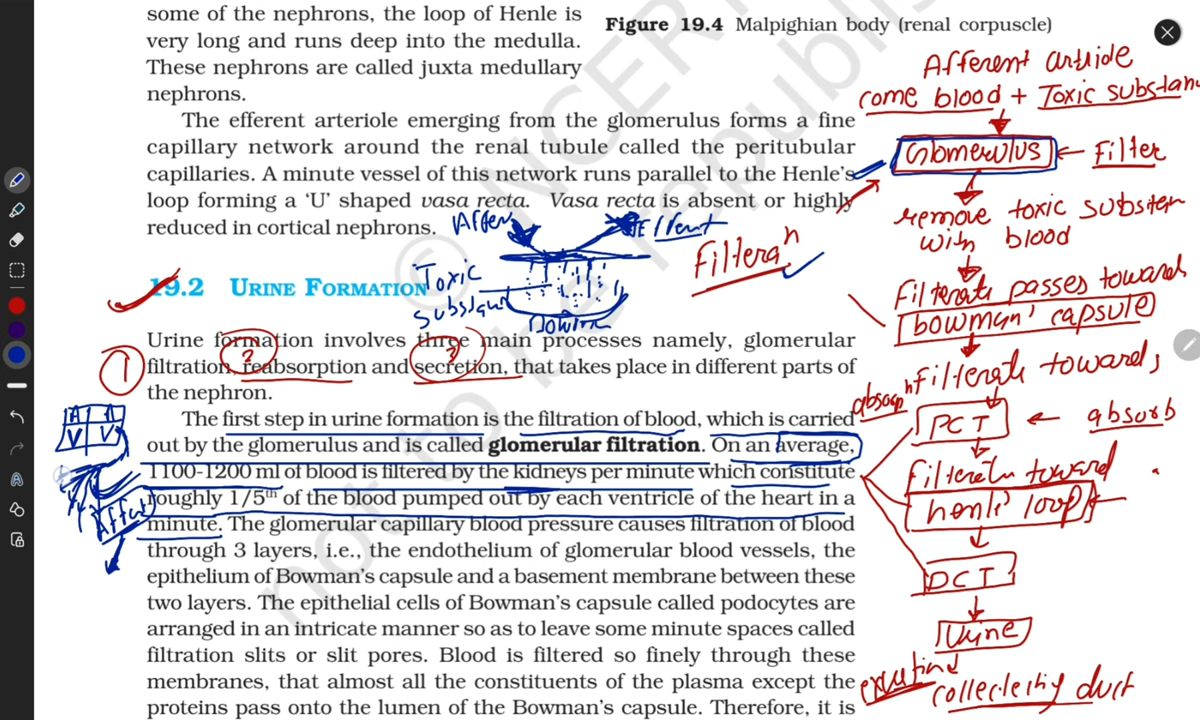 some of the nephrons, the loop of Henle is
very long and runs deep into the medulla.
These nephrons are called juxta medullary
nephrons.
Figure 19.4 Malpighian body (renal corpuscle)
The efferent arteriole emerging from the glomerulus forms a fine
capillary network around the renal tubule called the peritubular
capillaries. A minute vessel of this network runs parallel to the Henle's
loop forming a 'U' shaped vasa recta. Vasa recta is absent or highly
reduced in cortical nephrons.
Toxic
Filteraⁿ
19.2 URINE FORMATION
Urine formation involves three main processes namely, glomerular
filtration, reabsorption and secretion, that takes place in different parts of
the nephron.
1
?
?
The first step in urine formation is the filtration of blood, which is carried
out by the glomerulus and is called glomerular filtration. On an average,
1100-1200 ml of blood is filtered by the kidneys per minute which constitute
roughly 1/5th of the blood pumped out by each ventricle of the heart in a
minute. The glomerular capillary blood pressure causes filtration of blood
through 3 layers, i.e., the endothelium of glomerular blood vessels, the
epithelium of Bowman's capsule and a basement membrane between these
two layers. The epithelial cells of Bowman's capsule called podocytes are
arranged in an intricate manner so as to leave some minute spaces called
filtration slits or slit pores. Blood is filtered so finely through these
membranes, that almost all the constituents of the plasma except the
proteins pass onto the lumen of the Bowman's capsule. Therefore, it is
A A
V V
Afferent
come blood + Toxic substan
Glomerulus Filter
remove toxic substen
with blood
Filterate passes towards
bowman' capsule
Filterate toward,
PCT absorb
toward
henli' loop
DCT
Urine
duct
© NCERT
not to be republi